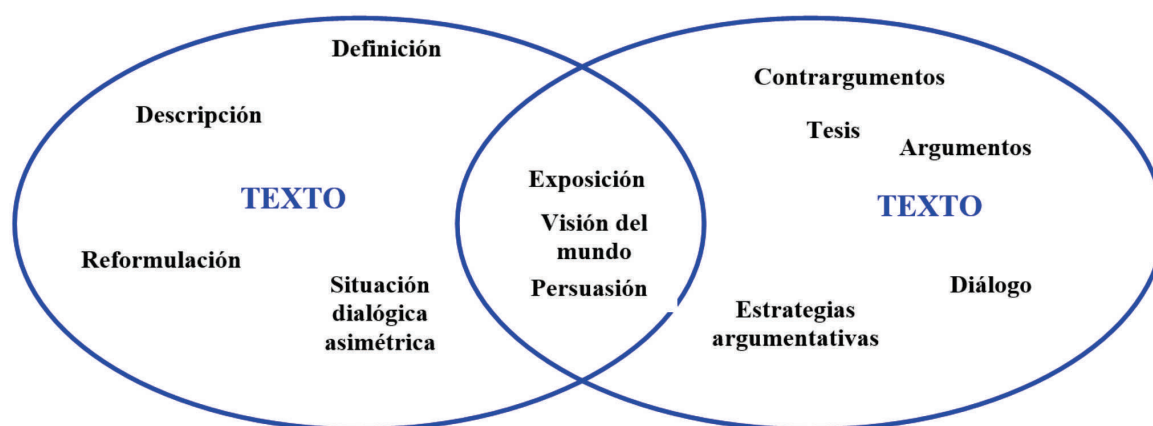 Definición
Descripción
TEXTO
Reformulación
Situación
dialógica
asimétrica
Exposición
Visión del
mundo
Persuasión
Contrargumentos
Tesis
Argumentos
TEXTO
Diálogo
Estrategias
argumentativas